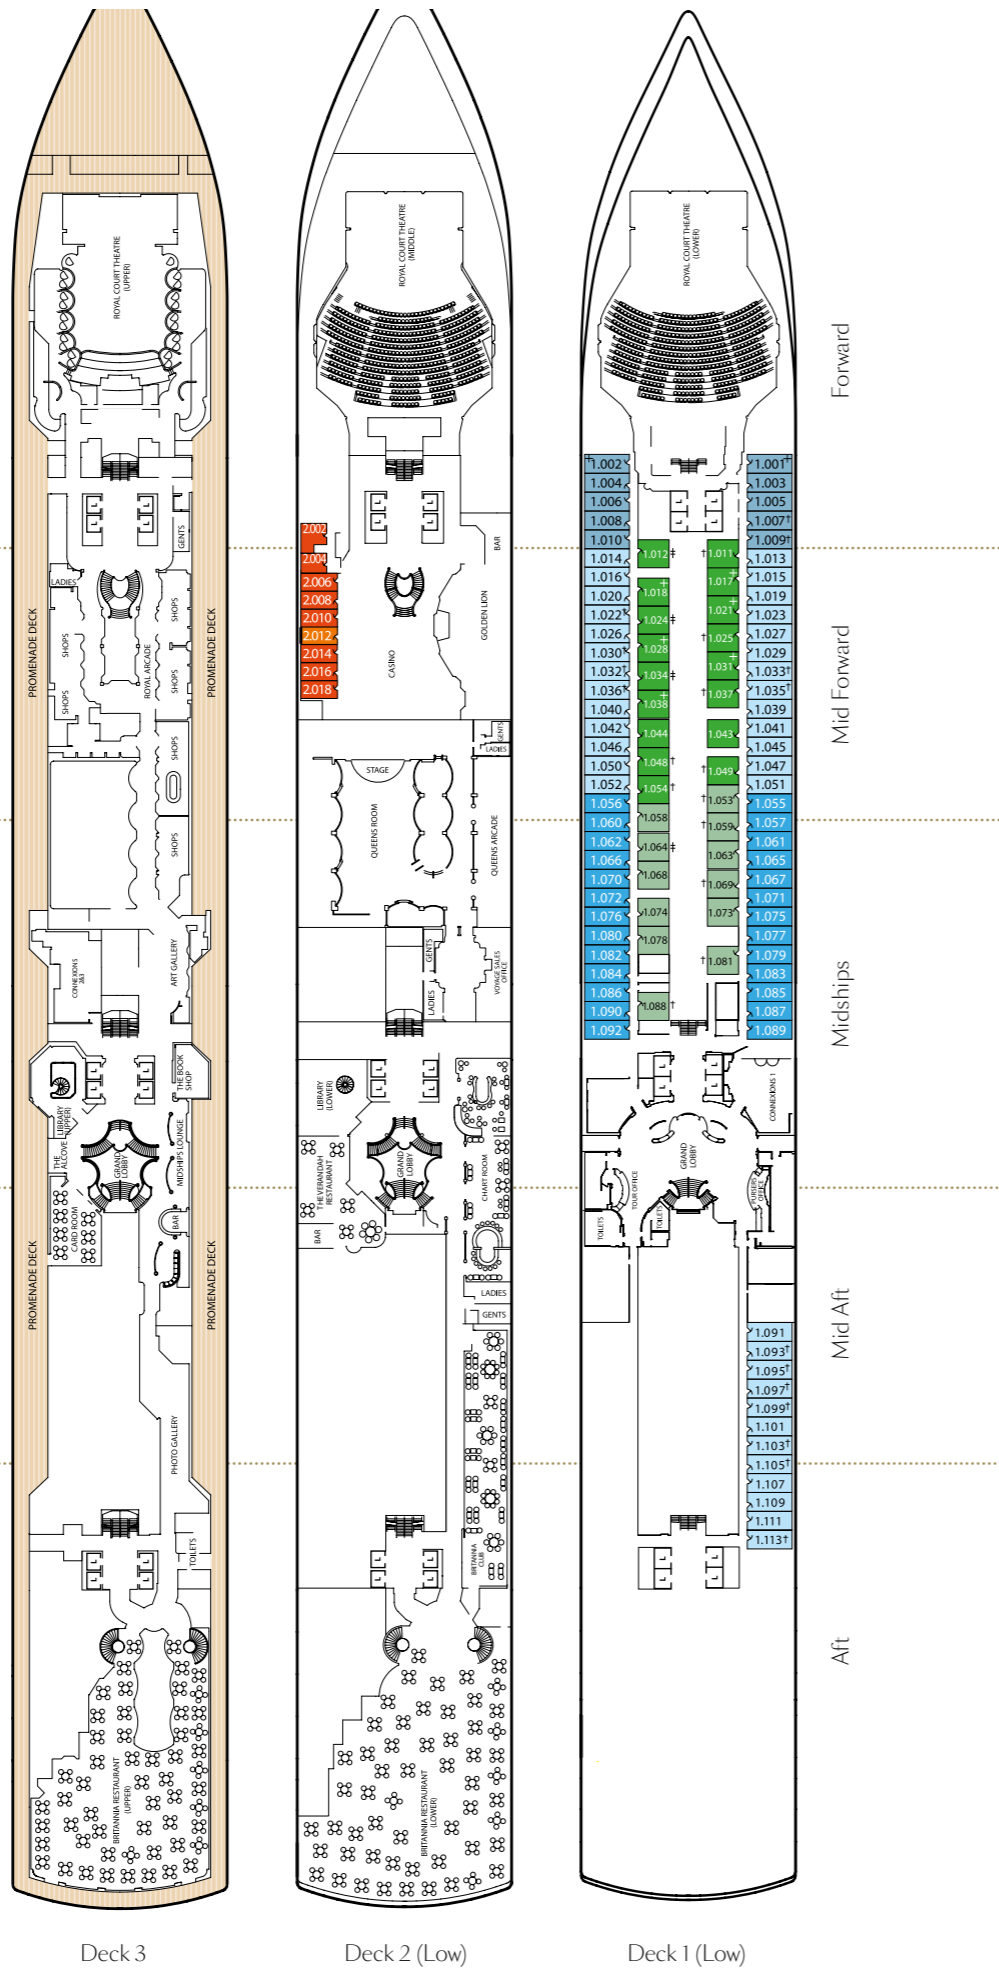 ROYAL COURT THEATRE
(UPPER)
GENTS
LADIES
SHOPS
SHOPS
SHOPS
SHOPS
SHOPS
SHOPS
ROYAL ARCADE
PROMENADE DECK
PROMENADE DECK
CONNEXIONS
2&3
ART GALLERY
THE BOOK
SHOP
LIBRARY
(UPPER)
THE
ALCOVE
GRAND
LOBBY
MIDSHIPS LOUNGE
CARD ROOM
BAR
PROMENADE DECK
PROMENADE DECK
PHOTO GALLERY
TOILETS
BRITANNIA RESTAURANT
(UPPER)
Deck 3
ROYAL COURT THEATRE
(MIDDLE)
2.002
2.004
2.006
2.008
2.010
2.012
2.014
2.016
2.018
BAR
GOLDEN LION
CASINO
GENTS
LADIES
STAGE
QUEENS ROOM
QUEENS ARCADE
GENTS
LADIES
VOYAGE SALES
OFFICE
LIBRARY
(LOWER)
THE VERANDAH
RESTAURANT
GRAND
LOBBY
CHART ROOM
BAR
LADIES
GENTS
BRITANNIA
CLUB
BRITANNIA RESTAURANT
(LOWER)
Deck 2 (Low)
ROYAL COURT THEATRE
(LOWER)
1.002‡
1.004
1.006
1.008
1.010
1.014
1.016
1.020
1.022†
1.026
1.030†
1.032†
1.036†
1.040
1.042
1.046
1.050
1.052
1.056
1.060
1.062
1.066
1.070
1.072
1.076
1.080
1.082
1.084
1.086
1.090
1.092
1.012 ‡
1.018 +
1.024 ‡
1.028 +
1.034 ‡
1.038 +
1.044
1.048 †
1.054 †
1.058
1.064 ‡
1.068
1.074
1.078
1.088 †
† 1.011
1.017 +
1.021 +
† 1.025
1.031 +
† 1.037
1.043
† 1.049
† 1.053
† 1.059
1.063
† 1.069
1.073
† 1.081
1.001†
1.003
1.005
1.007†
1.009†
1.013
1.015
1.019
1.023
1.027
1.029
1.033†
1.035†
1.039
1.041
1.045
1.047
1.051
1.055
1.057
1.061
1.065
1.067
1.071
1.075
1.077
1.079
1.083
1.085
1.087
1.089
CONNEXIONS 1
GRAND
LOBBY
TOUR OFFICE
PURSERS
OFFICE
TOILETS
TOILETS
1.091
1.093†
1.095†
1.097†
1.099†
1.101
1.103†
1.105†
1.107
1.109
1.111
1.113†
Deck 1 (Low)
Forward
Mid Forward
Midships
Mid Aft
Aft